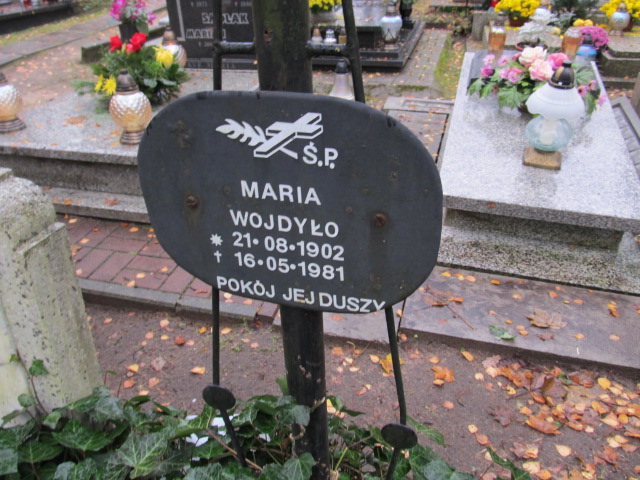 Ś.P.
MARIA
WOJDYŁO
* 21•08•1902
† 16•05•1981
POKÓJ JEJ DUSZY